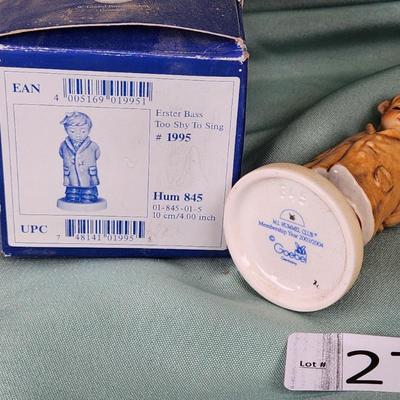 EAN
4 005169 019951
Erster Bass
Too Shy To Sing
# 1995
Hum 845
01-845-01-5
10 cm/4.00 inch
UPC
7 48141 01995 5
M.I. HUMMEL CLUB®
Membership Year 2003/2004
Goebel
Germany
Lot #